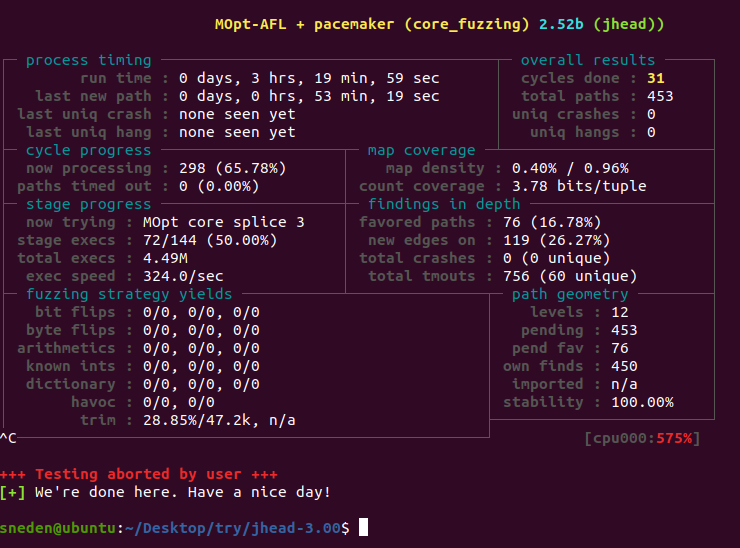 MOpt-AFL + pacemaker (core_fuzzing) 2.52b (jhead))
process timing overall results
run time : 0 days, 3 hrs, 19 min, 59 sec cycles done : 31
last new path : 0 days, 0 hrs, 53 min, 19 sec total paths : 453
last uniq crash : none seen yet uniq crashes : 0
last uniq hang : none seen yet uniq hangs : 0
cycle progress map coverage
now processing : 298 (65.78%) map density : 0.40% / 0.96%
paths timed out : 0 (0.00%) count coverage : 3.78 bits/tuple
stage progress findings in depth
now trying : MOpt core splice 3 favored paths : 76 (16.78%)
stage execs : 72/144 (50.00%) new edges on : 119 (26.27%)
total execs : 4.49M total crashes : 0 (0 unique)
exec speed : 324.0/sec total tmouts : 756 (60 unique)
fuzzing strategy yields path geometry
bit flips : 0/0, 0/0, 0/0 levels : 12
byte flips : 0/0, 0/0, 0/0 pending : 453
arithmetics : 0/0, 0/0, 0/0 pend fav : 76
known ints : 0/0, 0/0, 0/0 own finds : 450
dictionary : 0/0, 0/0, 0/0 imported : n/a
havoc : 0/0, 0/0 stability : 100.00%
trim : 28.85%/47.2k, n/a
^C [cpu000:575%]
+++ Testing aborted by user +++
[+] We're done here. Have a nice day!
sneden@ubuntu:~/Desktop/try/jhead-3.00$